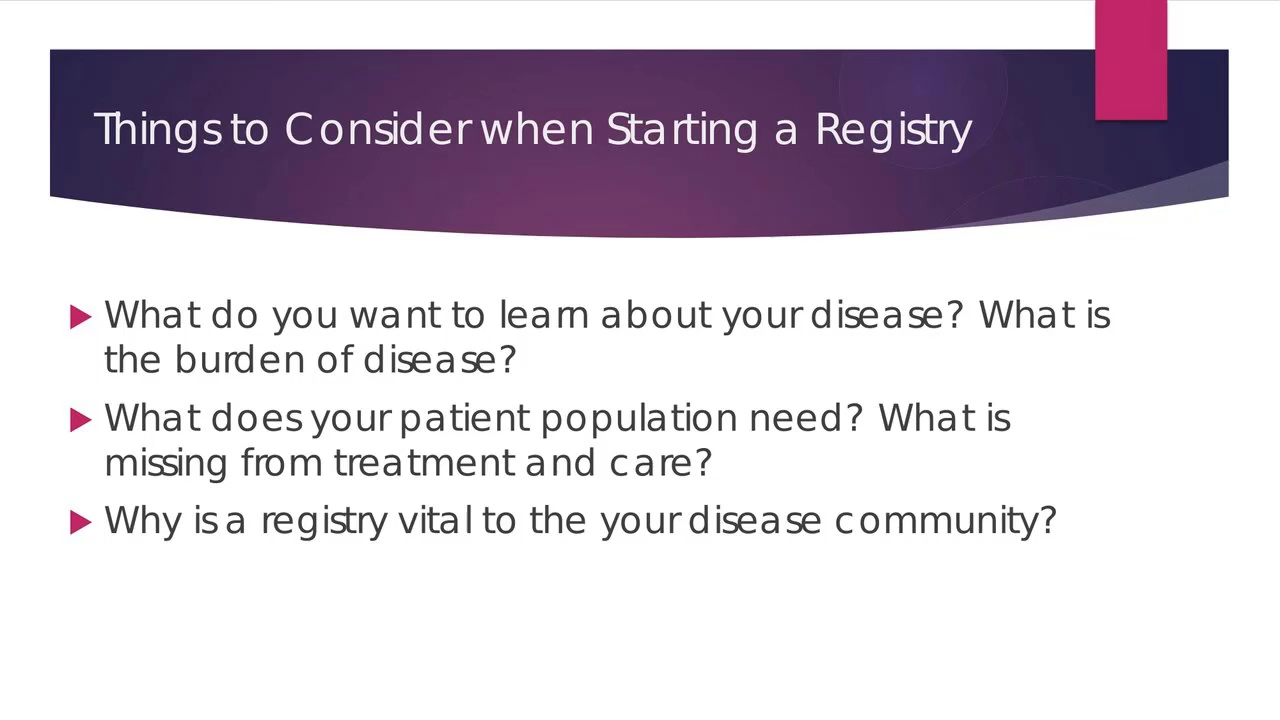 Things to Consider when Starting a Registry
What do you want to learn about your disease? What is
the burden of disease?
What does your patient population need? What is
missing from treatment and care?
Why is a registry vital to the your disease community?